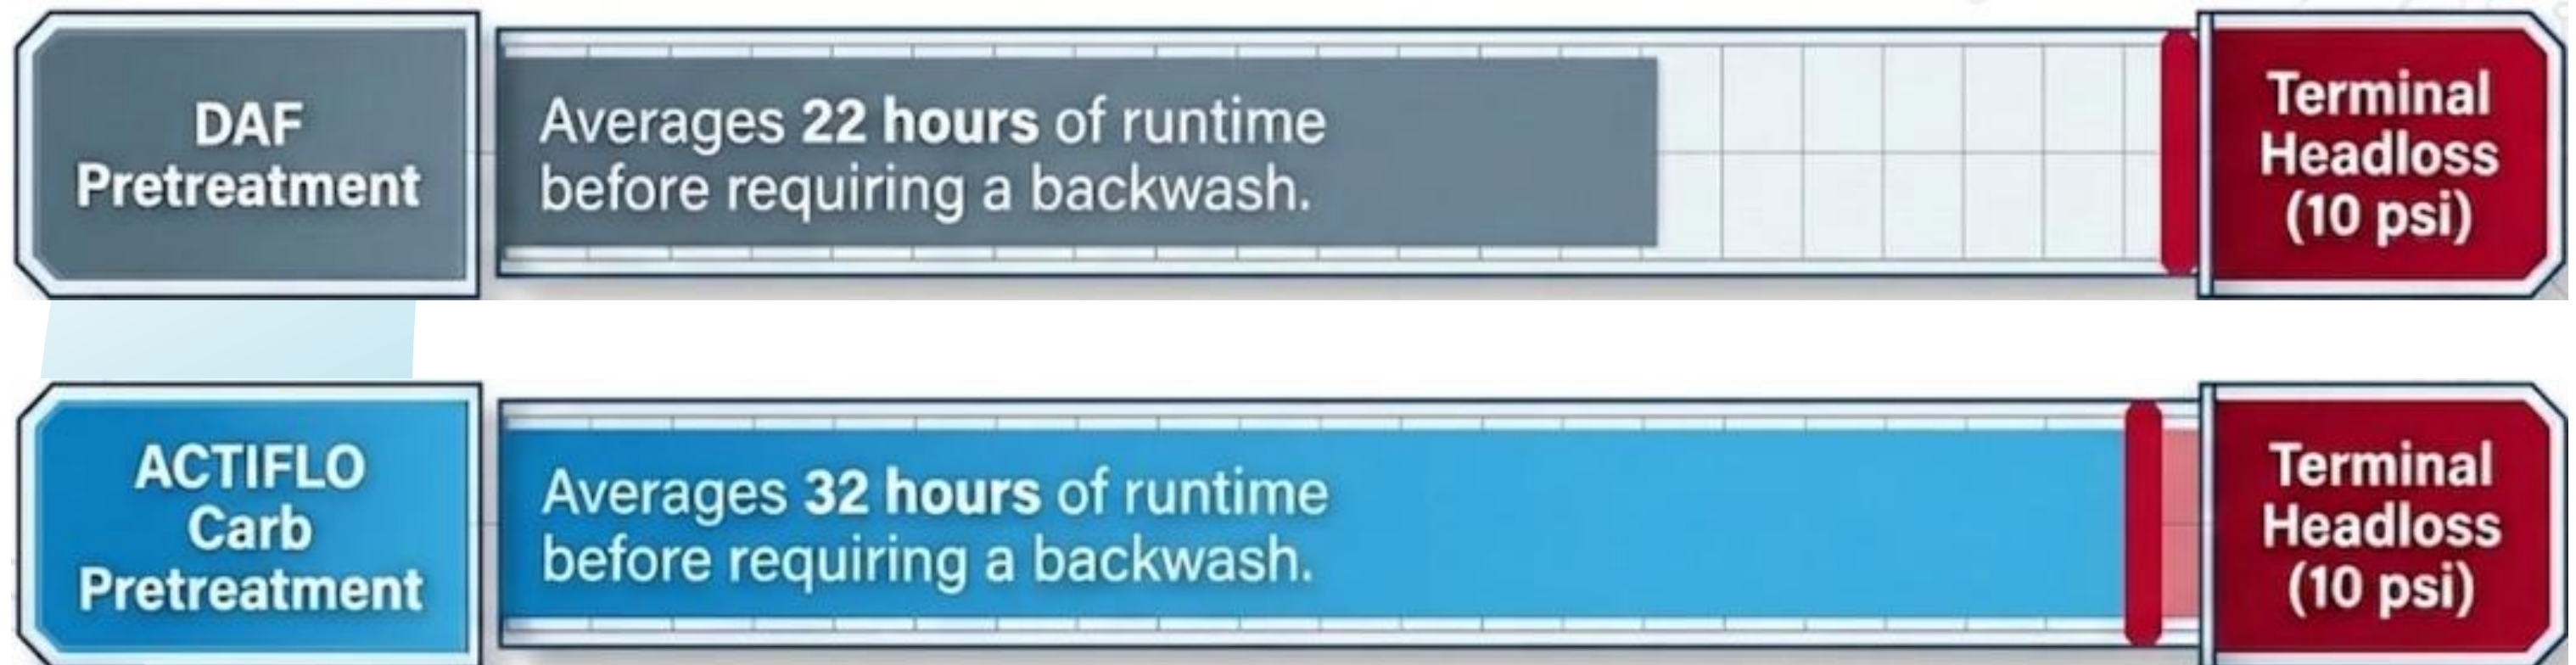 DAF
Pretreatment
Averages 22 hours of runtime
before requiring a backwash.
Terminal
Headloss
(10 psi)
ACTIFLO
Carb
Pretreatment
Averages 32 hours of runtime
before requiring a backwash.
Terminal
Headloss
(10 psi)